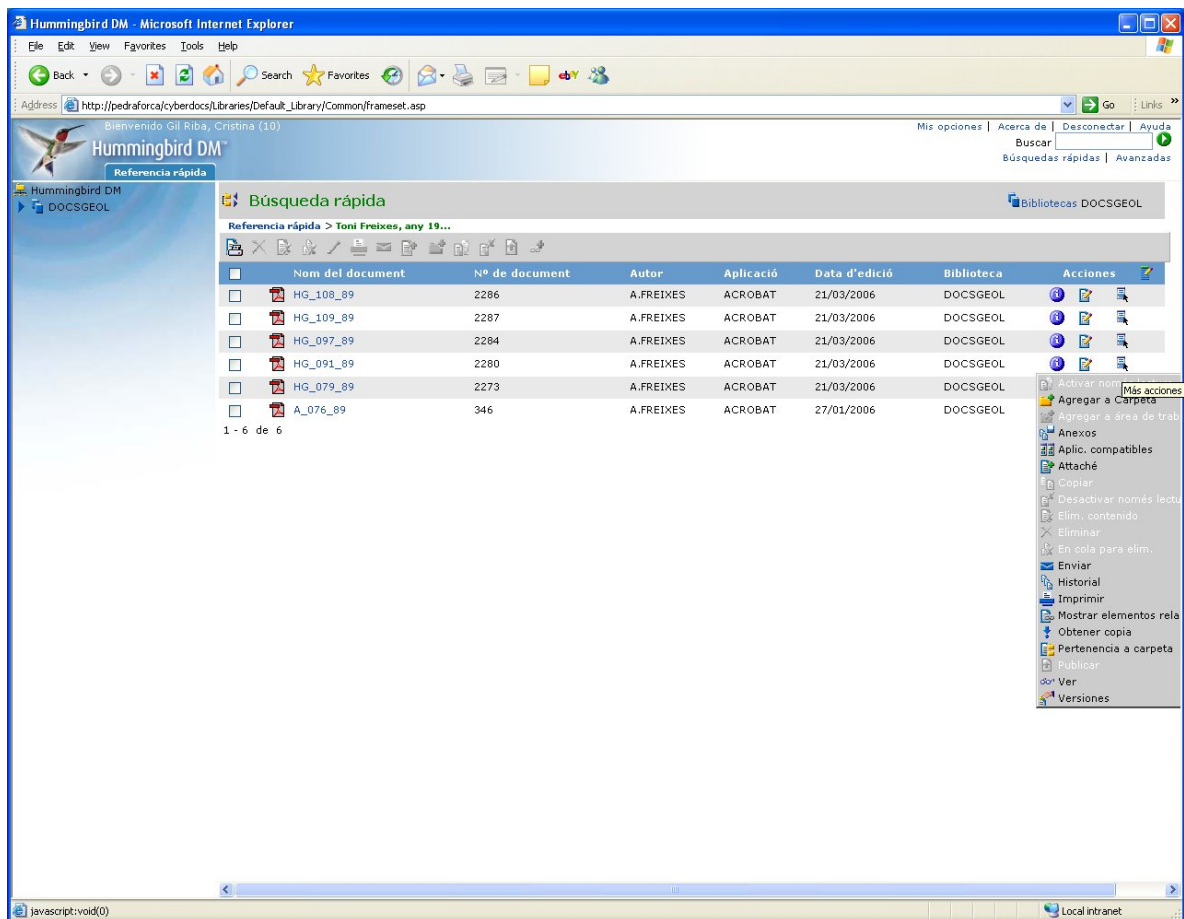 Hummingbird DM - Microsoft Internet Explorer
File Edit View Favorites Tools Help
Back Search Favorites ebY
Address http://pedraforca/cyberdocs/Libraries/Default_Library/Common/frameset.asp Go Links »
Bienvenido Gil Riba, Cristina (10) Mis opciones | Acerca de | Desconectar | Ayuda
Hummingbird DM™ Buscar
Referencia rápida Búsquedas rápidas | Avanzadas
Hummingbird DM
DOCSGEOL
Búsqueda rápida Bibliotecas DOCSGEOL
Referencia rápida > Toni Freixes, any 19...
Nom del document Nº de document Autor Aplicació Data d'edició Biblioteca Acciones
HG_108_89 2286 A.FREIXES ACROBAT 21/03/2006 DOCSGEOL
HG_109_89 2287 A.FREIXES ACROBAT 21/03/2006 DOCSGEOL
HG_097_89 2284 A.FREIXES ACROBAT 21/03/2006 DOCSGEOL
HG_091_89 2280 A.FREIXES ACROBAT 21/03/2006 DOCSGEOL
HG_079_89 2273 A.FREIXES ACROBAT 21/03/2006 DOCSGEOL
A_076_89 346 A.FREIXES ACROBAT 27/01/2006 DOCSGEOL
1 - 6 de 6
Activar
Más acciones
Agregar a Carpeta
Agregar a área de trab
Anexos
Aplic. compatibles
Attaché
Copiar
Desactivar només lectu
Elim. contenido
Eliminar
En cola para elim.
Enviar
Historial
Imprimir
Mostrar elementos rela
Obtener copia
Pertenencia a carpeta
Publicar
Ver
Versiones
javascript:void(0) Local intranet